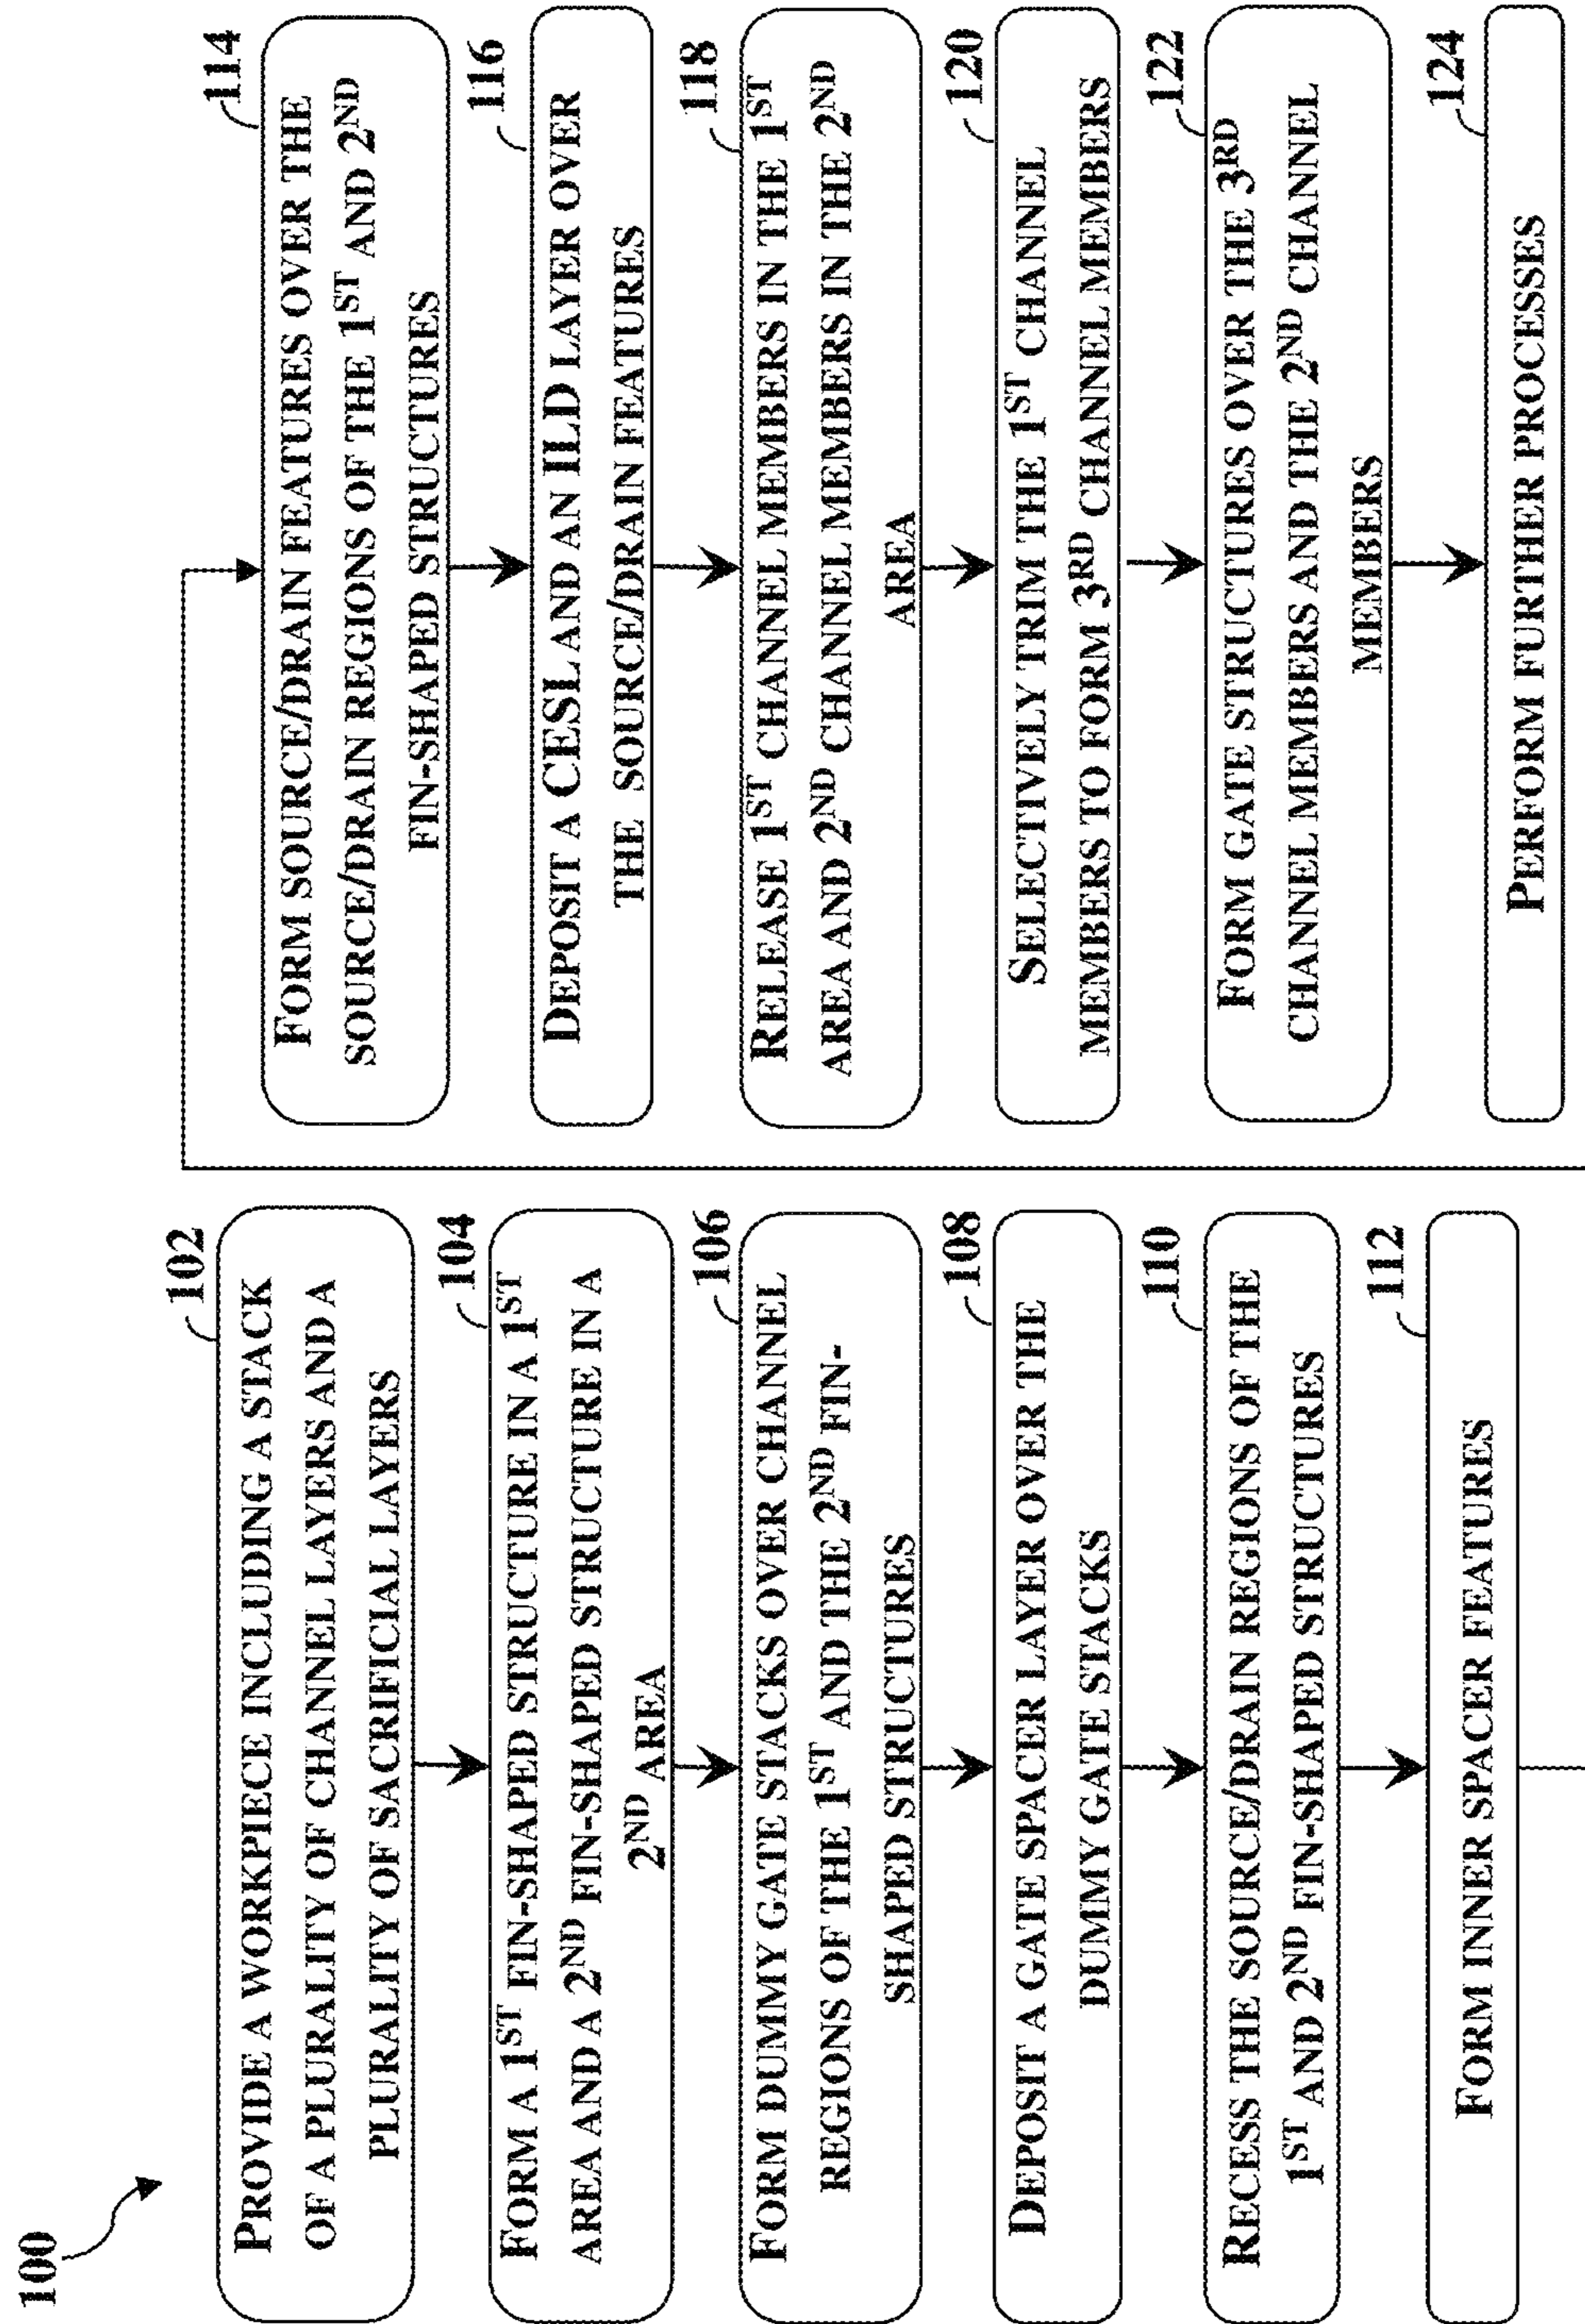 100
102
PROVIDE A WORKPIECE INCLUDING A STACK
OF A PLURALITY OF CHANNEL LAYERS AND A
PLURALITY OF SACRIFICIAL LAYERS
104
FORM A 1ST FIN-SHAPED STRUCTURE IN A 1ST
AREA AND A 2ND FIN-SHAPED STRUCTURE IN A
2ND AREA
106
FORM DUMMY GATE STACKS OVER CHANNEL
REGIONS OF THE 1ST AND THE 2ND FIN-
SHAPED STRUCTURES
108
DEPOSIT A GATE SPACER LAYER OVER THE
DUMMY GATE STACKS
110
RECESS THE SOURCE/DRAIN REGIONS OF THE
1ST AND 2ND FIN-SHAPED STRUCTURES
112
FORM INNER SPACER FEATURES
114
FORM SOURCE/DRAIN FEATURES OVER THE
SOURCE/DRAIN REGIONS OF THE 1ST AND 2ND
FIN-SHAPED STRUCTURES
116
DEPOSIT A CESL AND AN ILD LAYER OVER
THE SOURCE/DRAIN FEATURES
118
RELEASE 1ST CHANNEL MEMBERS IN THE 1ST
AREA AND 2ND CHANNEL MEMBERS IN THE 2ND
AREA
120
SELECTIVELY TRIM THE 1ST CHANNEL
MEMBERS TO FORM 3RD CHANNEL MEMBERS
122
FORM GATE STRUCTURES OVER THE 3RD
CHANNEL MEMBERS AND THE 2ND CHANNEL
MEMBERS
124
PERFORM FURTHER PROCESSES